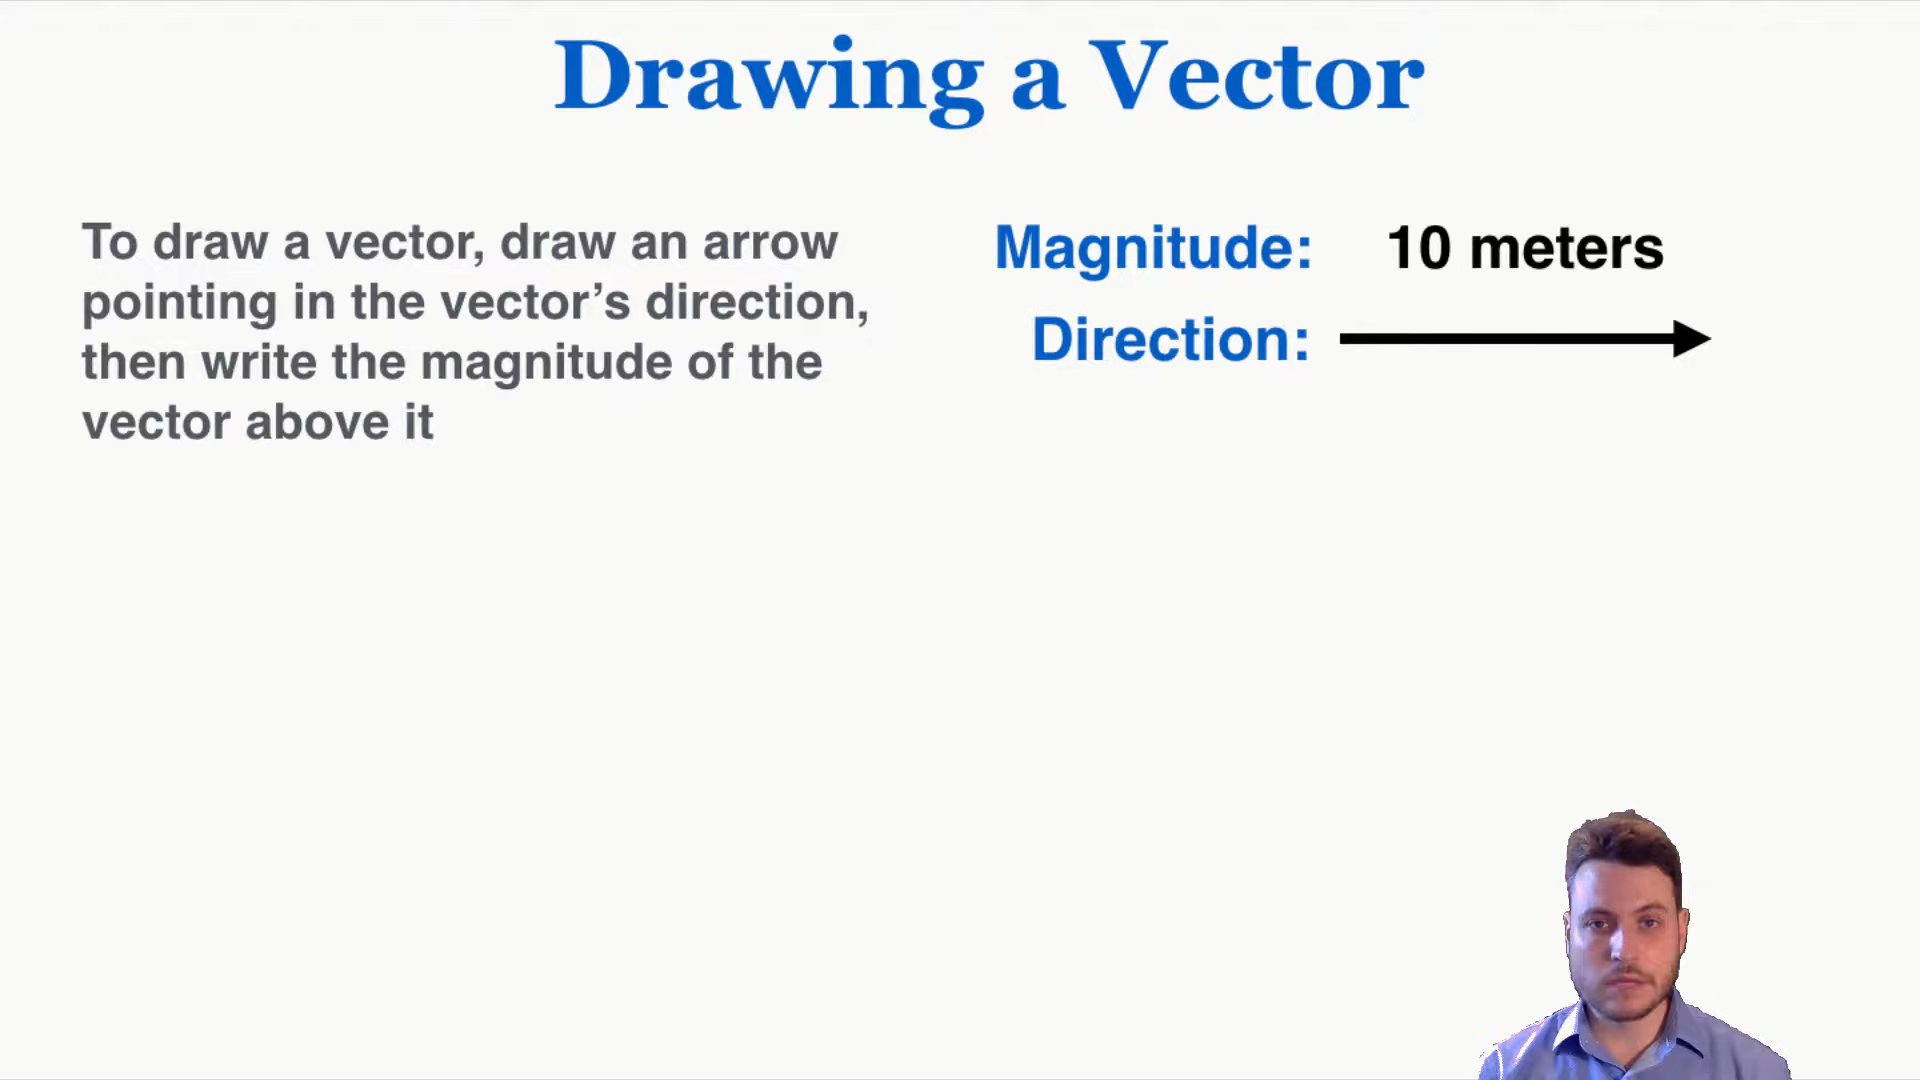 Drawing a Vector
To draw a vector, draw an arrow
pointing in the vector’s direction,
then write the magnitude of the
vector above it
Magnitude: 10 meters
Direction: